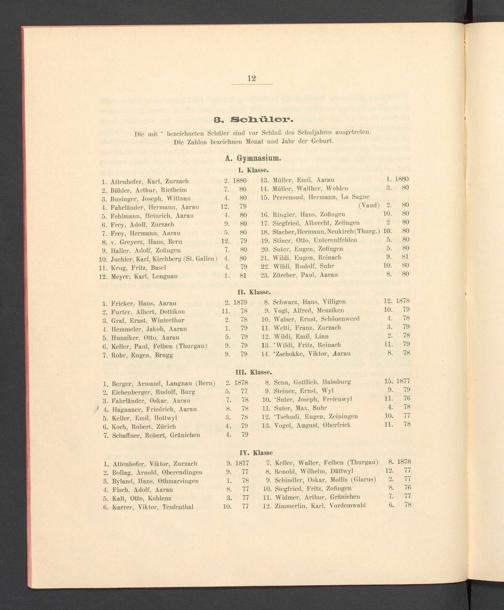 12
3. Schüler.
Die mit * bezeichneten Schüler sind vor Schluß des Schuljahres ausgetreten.
Die Zahlen bezeichnen Monat und Jahr der Geburt.
A. Gymnasium.
I. Klasse.
1. Attenhofer, Karl, Zurzach 2. 1880
2. Bühler, Arthur, Rietheim 7. 80
3. Businger, Joseph, Wittnau 4. 80
4. Fahrländer, Hermann, Aarau 12. 79
5. Fehlmann, Heinrich, Aarau 4. 80
6. Frey, Adolf, Zurzach 9. 80
7. Frey, Hermann, Aarau 5. 80
8. v. Greyerz, Hans, Bern 12. 79
9. Haller, Adolf, Zofingen 7. 80
10. Juchler, Karl, Kirchberg (St. Gallen) 4. 80
11. Krug, Fritz, Basel 4. 79
12. Meyer, Karl, Lengnau 1. 81
13. Müller, Emil, Aarau 1. 1880
14. Müller, Walther, Wohlen 3. 80
15. Perrenoud, Hermann, La Sagne
(Vaud) 2. 80
16. Ringier, Hans, Zofingen 10. 80
17. Siegfried, Albrecht, Zofingen 2 80
18. Stacher, Hermann, Neukirch (Thurg.) 10. 80
19. Stäner, Otto, Unterentfelden 5. 80
20. Suter, Eugen, Zofingen 5. 80
21. Wildi, Eugen, Reinach 9. 81
22. Wildi, Rudolf, Suhr 10. 80
23. Zürcher, Paul, Aarau 8. 80
II. Klasse.
1. Fricker, Hans, Aarau 2. 1879
2. Furter, Albert, Dottikon 11. 78
3. Graf, Ernst, Winterthur 2. 78
4. Hemmeler, Jakob, Aarau 1. 79
5. Hunziker, Otto, Aarau 5. 79
6. Keller, Paul, Felben (Thurgau) 9. 79
7. Rohr, Eugen, Brugg 9. 79
8. Schwarz, Hans, Villigen 12. 1878
9. Vogt, Alfred, Menziken 10. 79
10. Walser, Ernst, Schönenwerd 4. 78
11. Welti, Franz, Zurzach 3. 79
12. Wildi, Emil, Linn 2. 78
13. *Wildi, Fritz, Reinach 11. 79
14. *Zschokke, Viktor, Aarau 8. 78
III. Klasse.
1. Berger, Arnound, Langnau (Bern) 2. 1878
2. Eichenberger, Rudolf, Burg 5. 77
3. Fahrländer, Oskar, Aarau 7. 78
4. Hagnauer, Friedrich, Aarau 8. 78
5. Keller, Emil, Hottwyl 3. 78
6. Koch, Robert, Zürich 4. 79
7. Schaffner, Robert, Gränichen 4. 79
8. Senn, Gottlieb, Habsburg 15. 1877
9. Steiner, Ernst, Wyl 9. 79
10. *Suter, Joseph, Freienwyl 11. 76
11. Suter, Max, Suhr 4. 78
12. *Tschudi, Eugen, Zeiningen 10. 77
13. Vogel, August, Oberfrick 11. 78
IV. Klasse
1. Attenhofer, Viktor, Zurzach 9. 1877
2. Bollag, Arnold, Oberendingen 9. 77
3. Byland, Hans, Othmarsingen 1. 78
4. Fisch, Adolf, Aarau 8. 77
5. Kalt, Otto, Koblenz 3. 77
6. Karrer, Viktor, Teufenthal 10. 77
7. Keller, Walter, Felben (Thurgau) 8. 1878
8. Renold, Wilhelm, Dättwyl 12. 77
9. Schindler, Oskar, Mollis (Glarus) 2. 77
10. Siegfried, Fritz, Zofingen 8. 76
11. Widmer, Arthur, Gränichen 7. 77
12. Zimmerlin, Karl, Vordemwald 6. 78